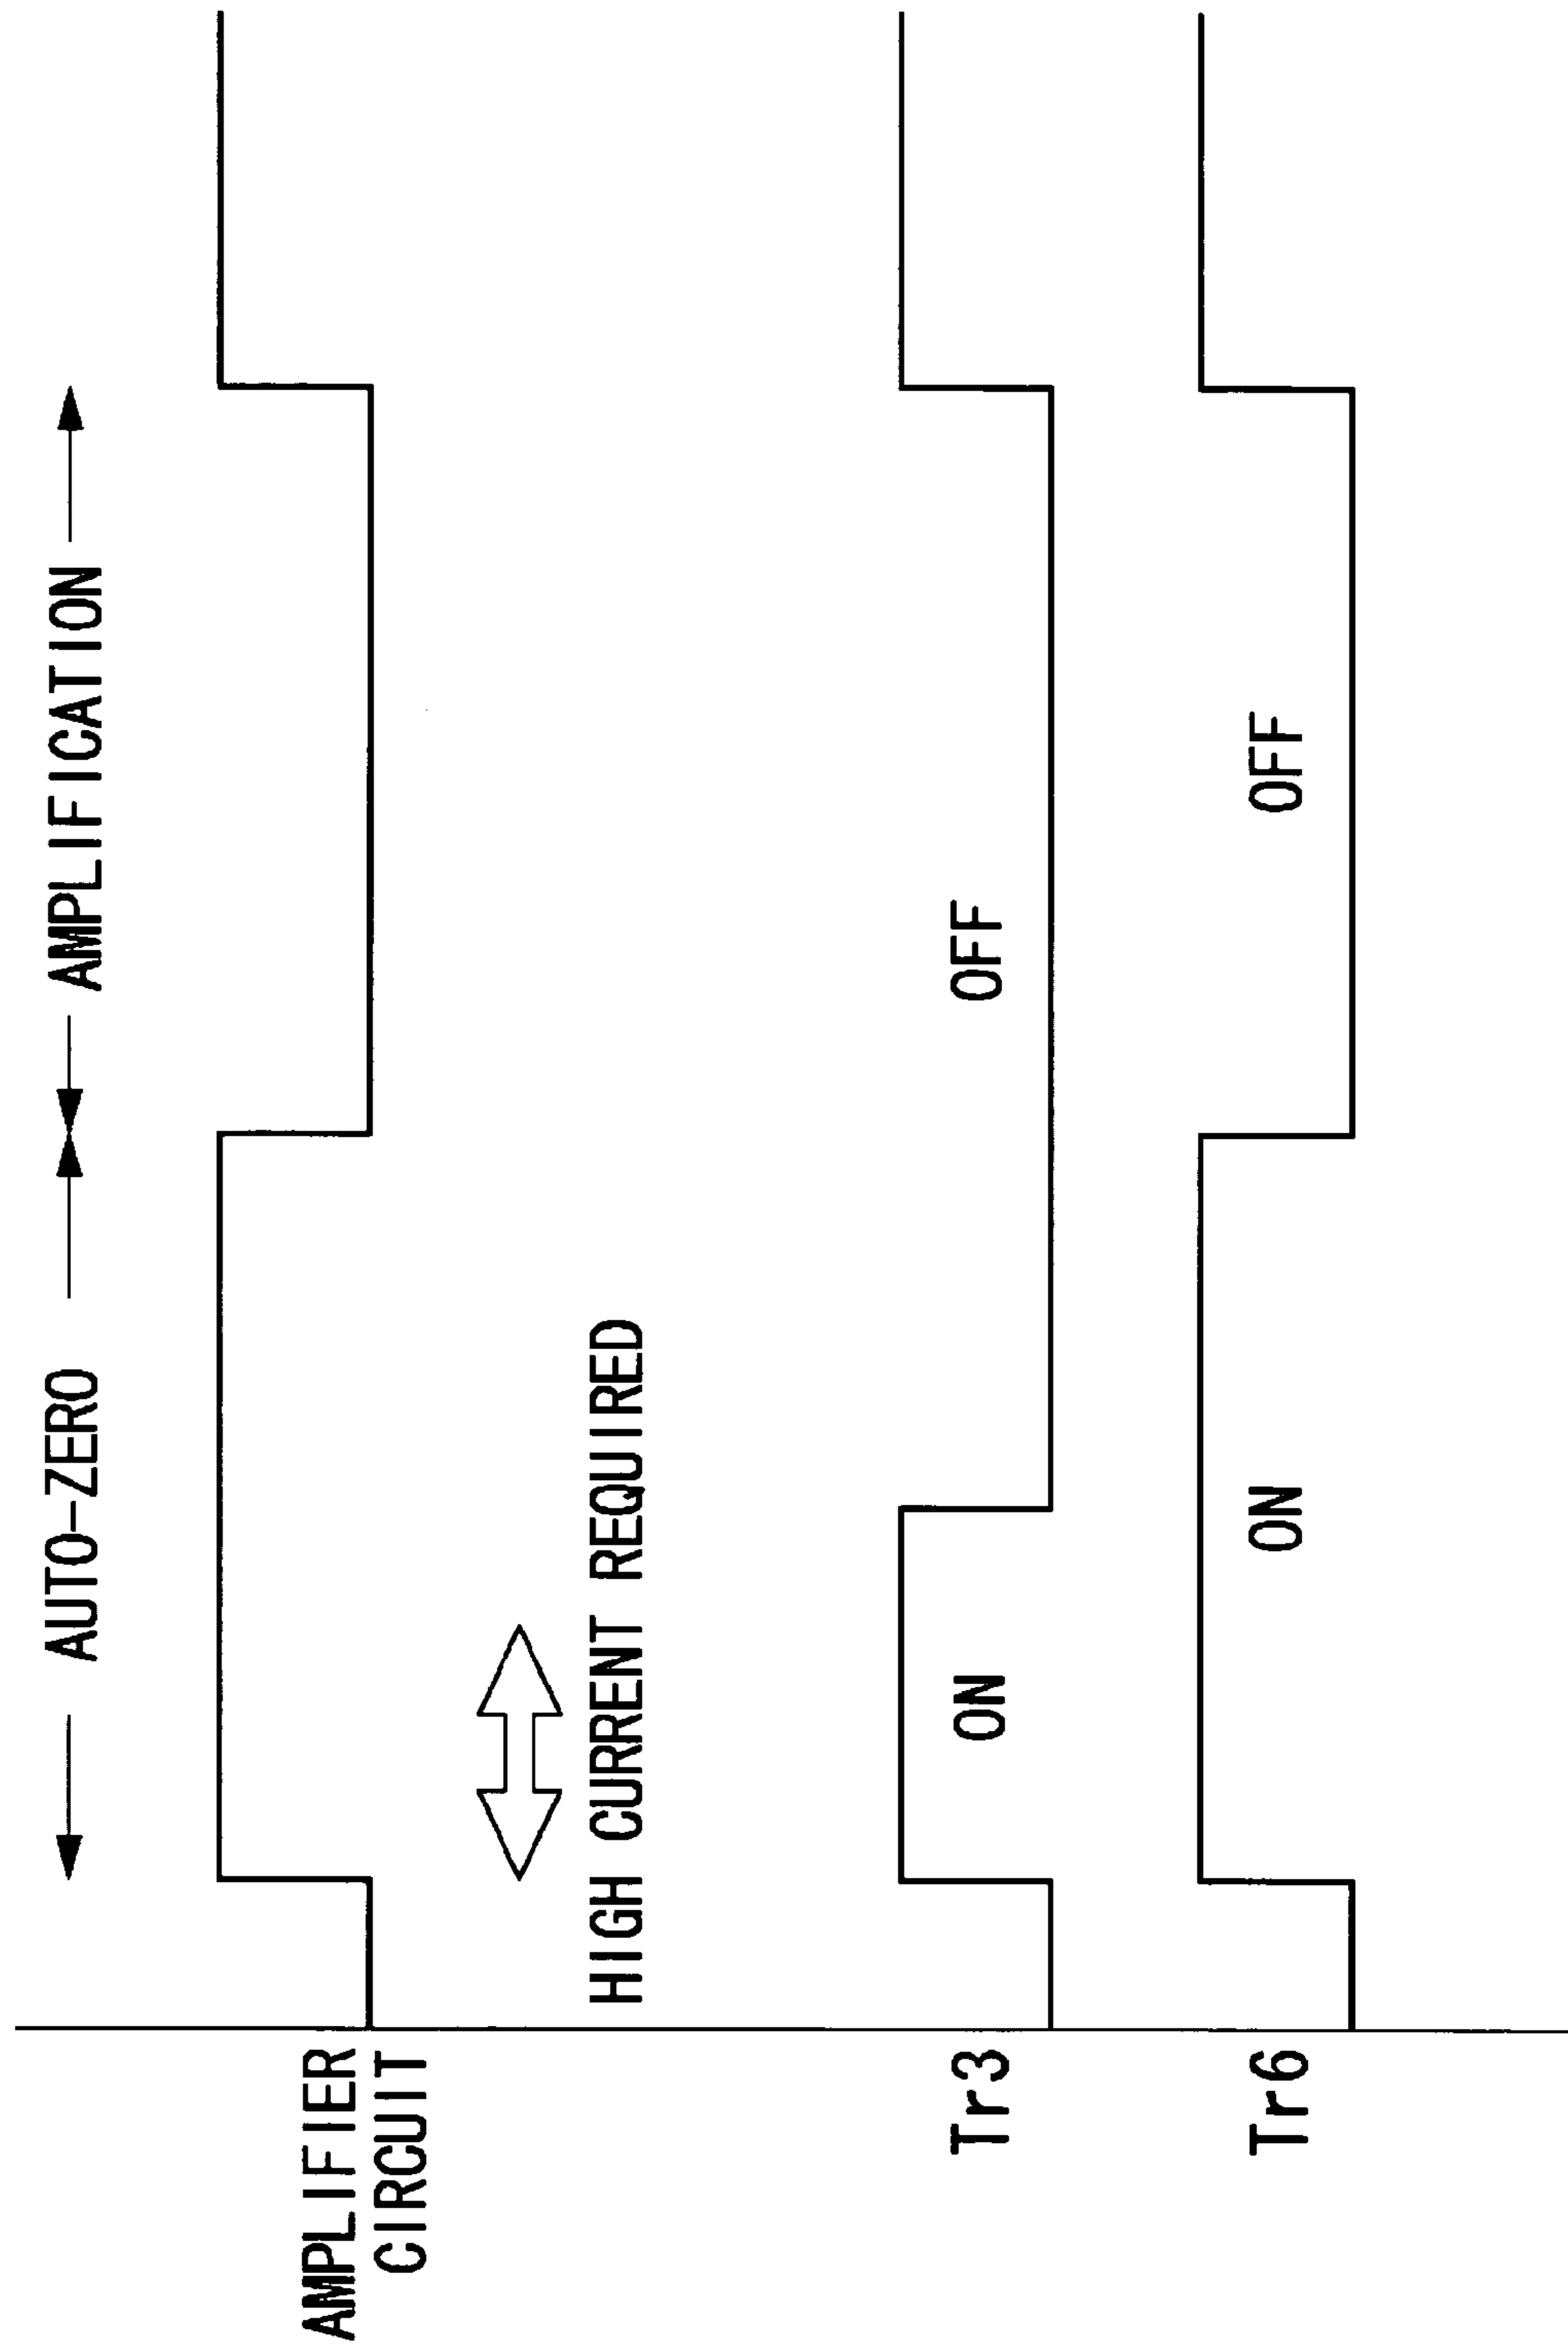 AUTO-ZERO
AMPLIFICATION
AMPLIFIER
CIRCUIT
HIGH CURRENT REQUIRED
Tr3
ON
OFF
Tr6
ON
OFF